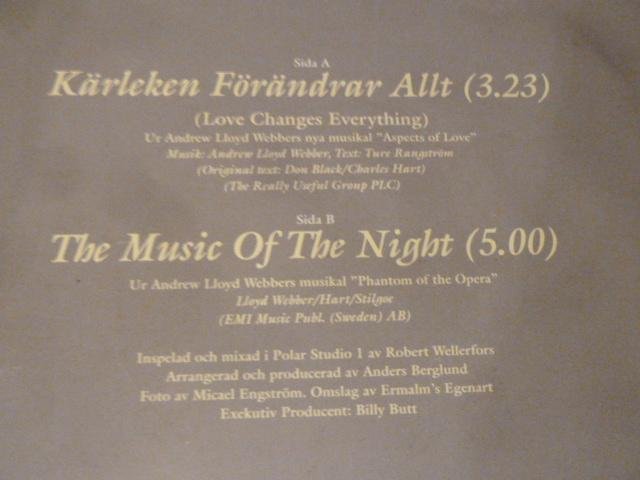 Sida A
Kärleken Förändrar Allt (3.23)
(Love Changes Everything)
Ur Andrew Lloyd Webbers nya musikal "Aspects of Love"
Musik: Andrew Lloyd Webber, Text: Ture Rangström
(Original text: Don Black/Charles Hart)
(The Really Useful Group PLC)
Sida B
The Music Of The Night (5.00)
Ur Andrew Lloyd Webbers musikal "Phantom of the Opera"
Lloyd Webber/Hart/Stilgoe
(EMI Music Publ. (Sweden) AB)
Inspelad och mixad i Polar Studio 1 av Robert Wellerfors
Arrangerad och producerad av Anders Berglund
Foto av Micael Engström. Omslag av Ermalm's Egenart
Exekutiv Producent: Billy Butt